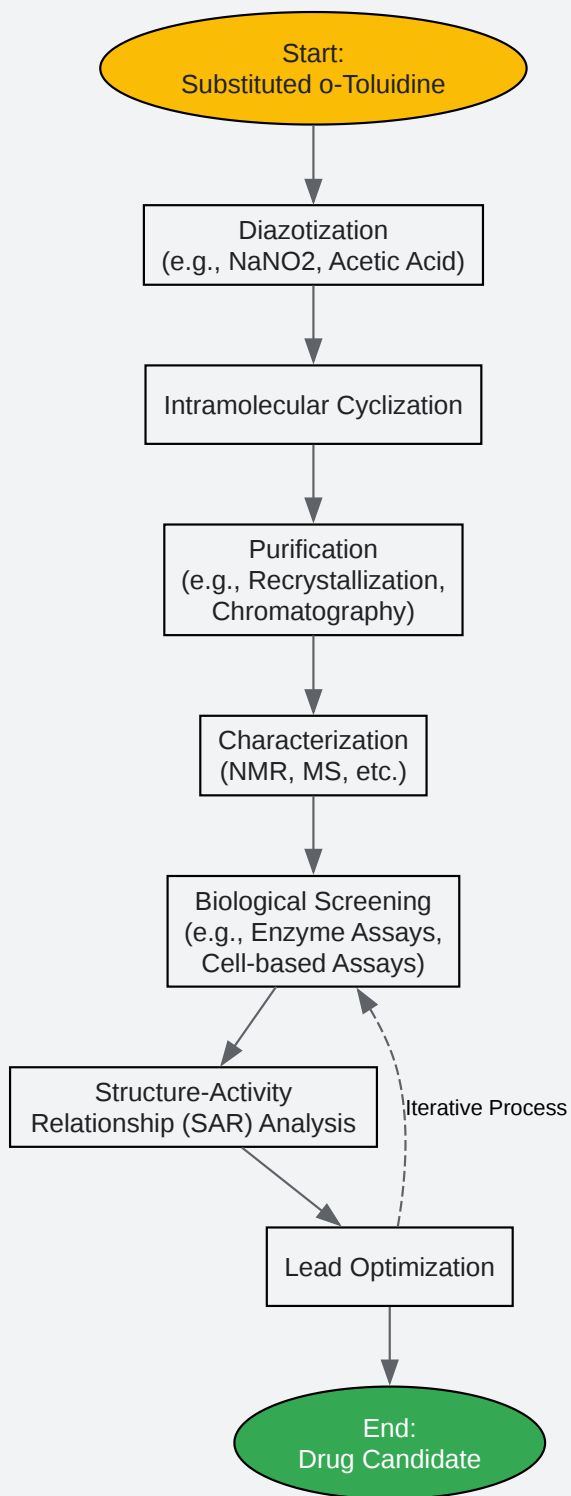 Start:
Substituted o-Toluidine
Diazotization
(e.g., NaNO2, Acetic Acid)
Intramolecular Cyclization
Purification
(e.g., Recrystallization,
Chromatography)
Characterization
(NMR, MS, etc.)
Biological Screening
(e.g., Enzyme Assays,
Cell-based Assays)
Structure-Activity
Relationship (SAR) Analysis
Iterative Process
Lead Optimization
End:
Drug Candidate